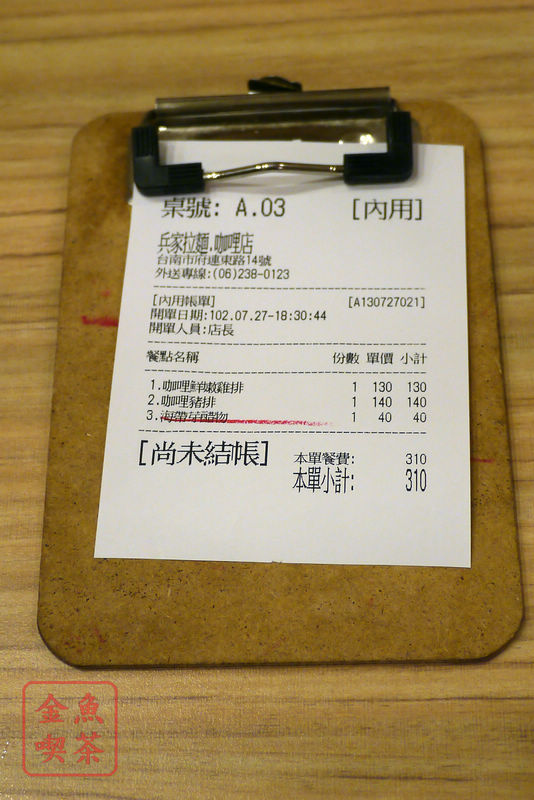 桌號: A.03 [內用]
兵家拉麵.咖哩店
台南市府連東路14號
外送專線:(06)238-0123
[內用帳單] [A130727021]
開單日期:102.07.27-18:30:44
開單人員:店長
餐點名稱 份數 單價 小計
1.咖哩鮮嫩雞排 1 130 130
2.咖哩豬排 1 140 140
3.海帶芽 1 40 40
[尚未結帳] 本單餐費: 310
本單小計: 310
金魚
喫茶